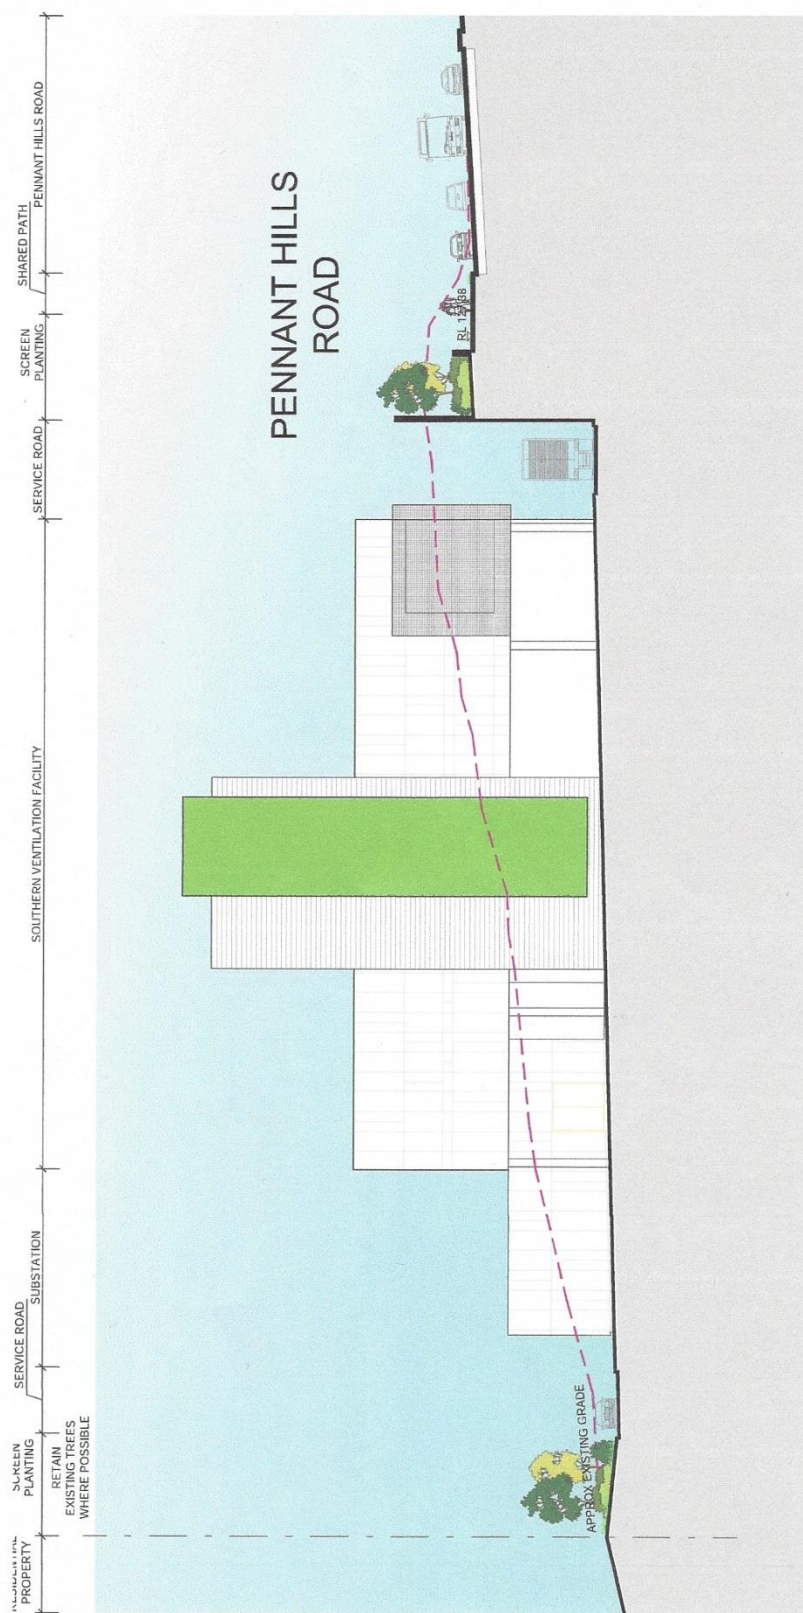 RESIDENTIAL
PROPERTY
SCREEN
PLANTING
RETAIN
EXISTING TREES
WHERE POSSIBLE
SERVICE ROAD
SUBSTATION
SOUTHERN VENTILATION FACILITY
SERVICE ROAD
SCREEN
PLANTING
SHARED PATH
PENNANT HILLS ROAD
PENNANT HILLS
ROAD
APPROX EXISTING GRADE